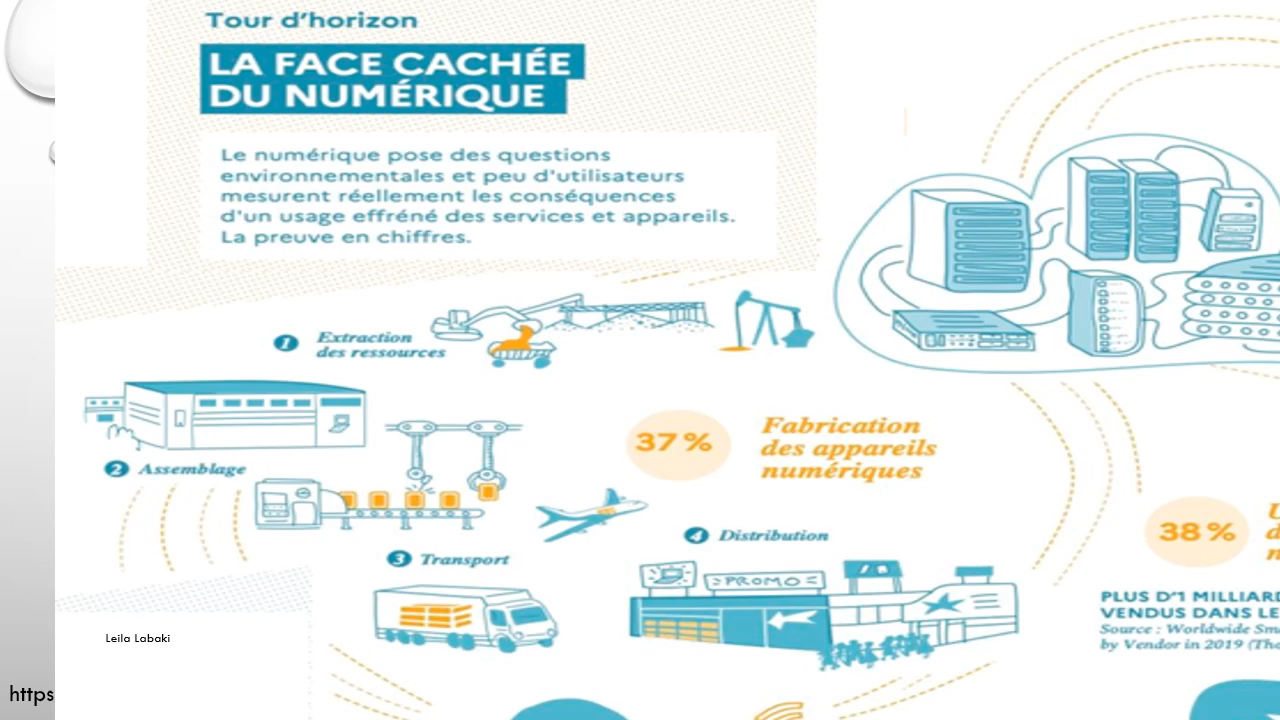 Tour d'horizon
LA FACE CACHÉE
DU NUMÉRIQUE
Le numérique pose des questions
environnementales et peu d'utilisateurs
mesurent réellement les conséquences
d'un usage effréné des services et appareils.
La preuve en chiffres.
1 Extraction
des ressources
2 Assemblage
37 %
Fabrication
des appareils
numériques
3 Transport
4 Distribution
PROMO
38 %
PLUS D'1 MILLIARD
VENDUS DANS LE
Source : Worldwide
by Vendor in 2019
Leila Labaki
https